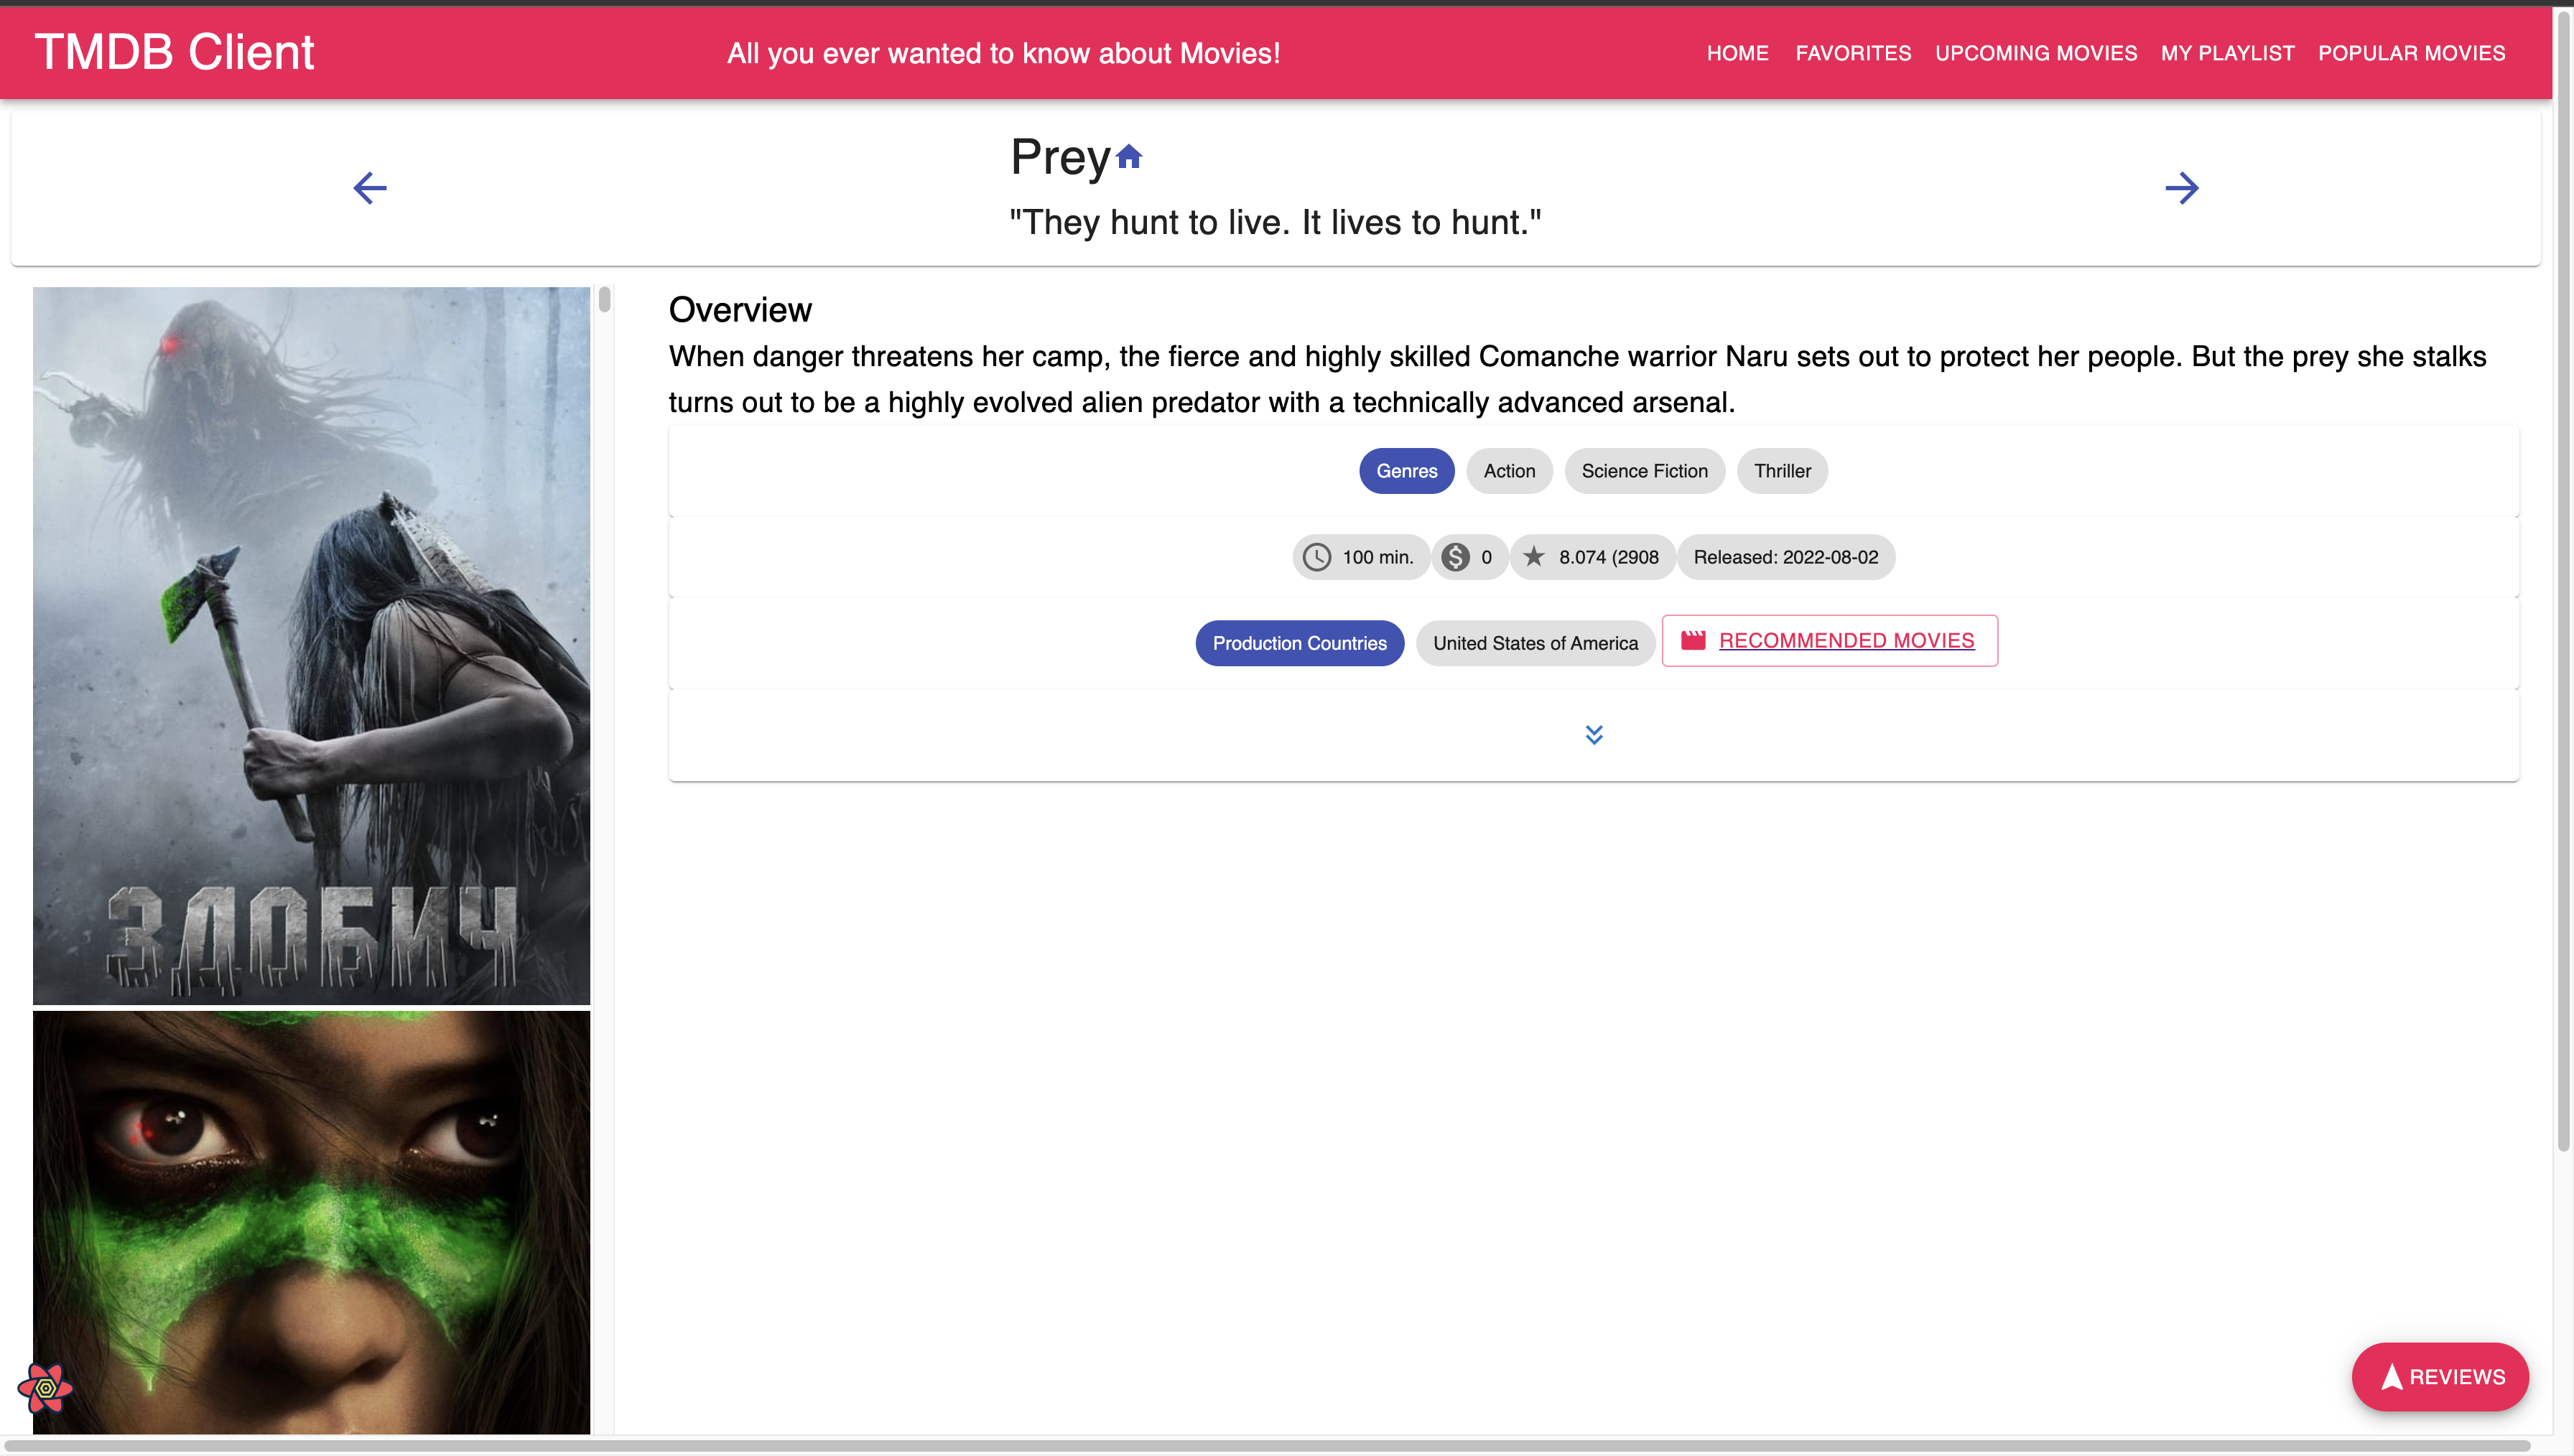 TMDB Client
All you ever wanted to know about Movies!
HOME FAVORITES UPCOMING MOVIES MY PLAYLIST POPULAR MOVIES
Prey
"They hunt to live. It lives to hunt."
Overview
When danger threatens her camp, the fierce and highly skilled Comanche warrior Naru sets out to protect her people. But the prey she stalks
turns out to be a highly evolved alien predator with a technically advanced arsenal.
Genres Action Science Fiction Thriller
100 min. 0 8.074 (2908 Released: 2022-08-02
Production Countries United States of America RECOMMENDED MOVIES
ЗДОБИЧ
REVIEWS